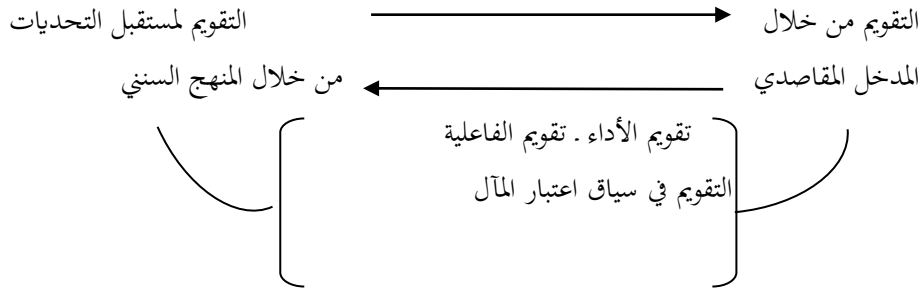 التقويم من خلال
المدخل المقاصدي
التقويم لمستقبل التحديات
من خلال المنهج السنني
تقويم الأداء . تقويم الفاعلية
التقويم في سياق اعتبار المآل